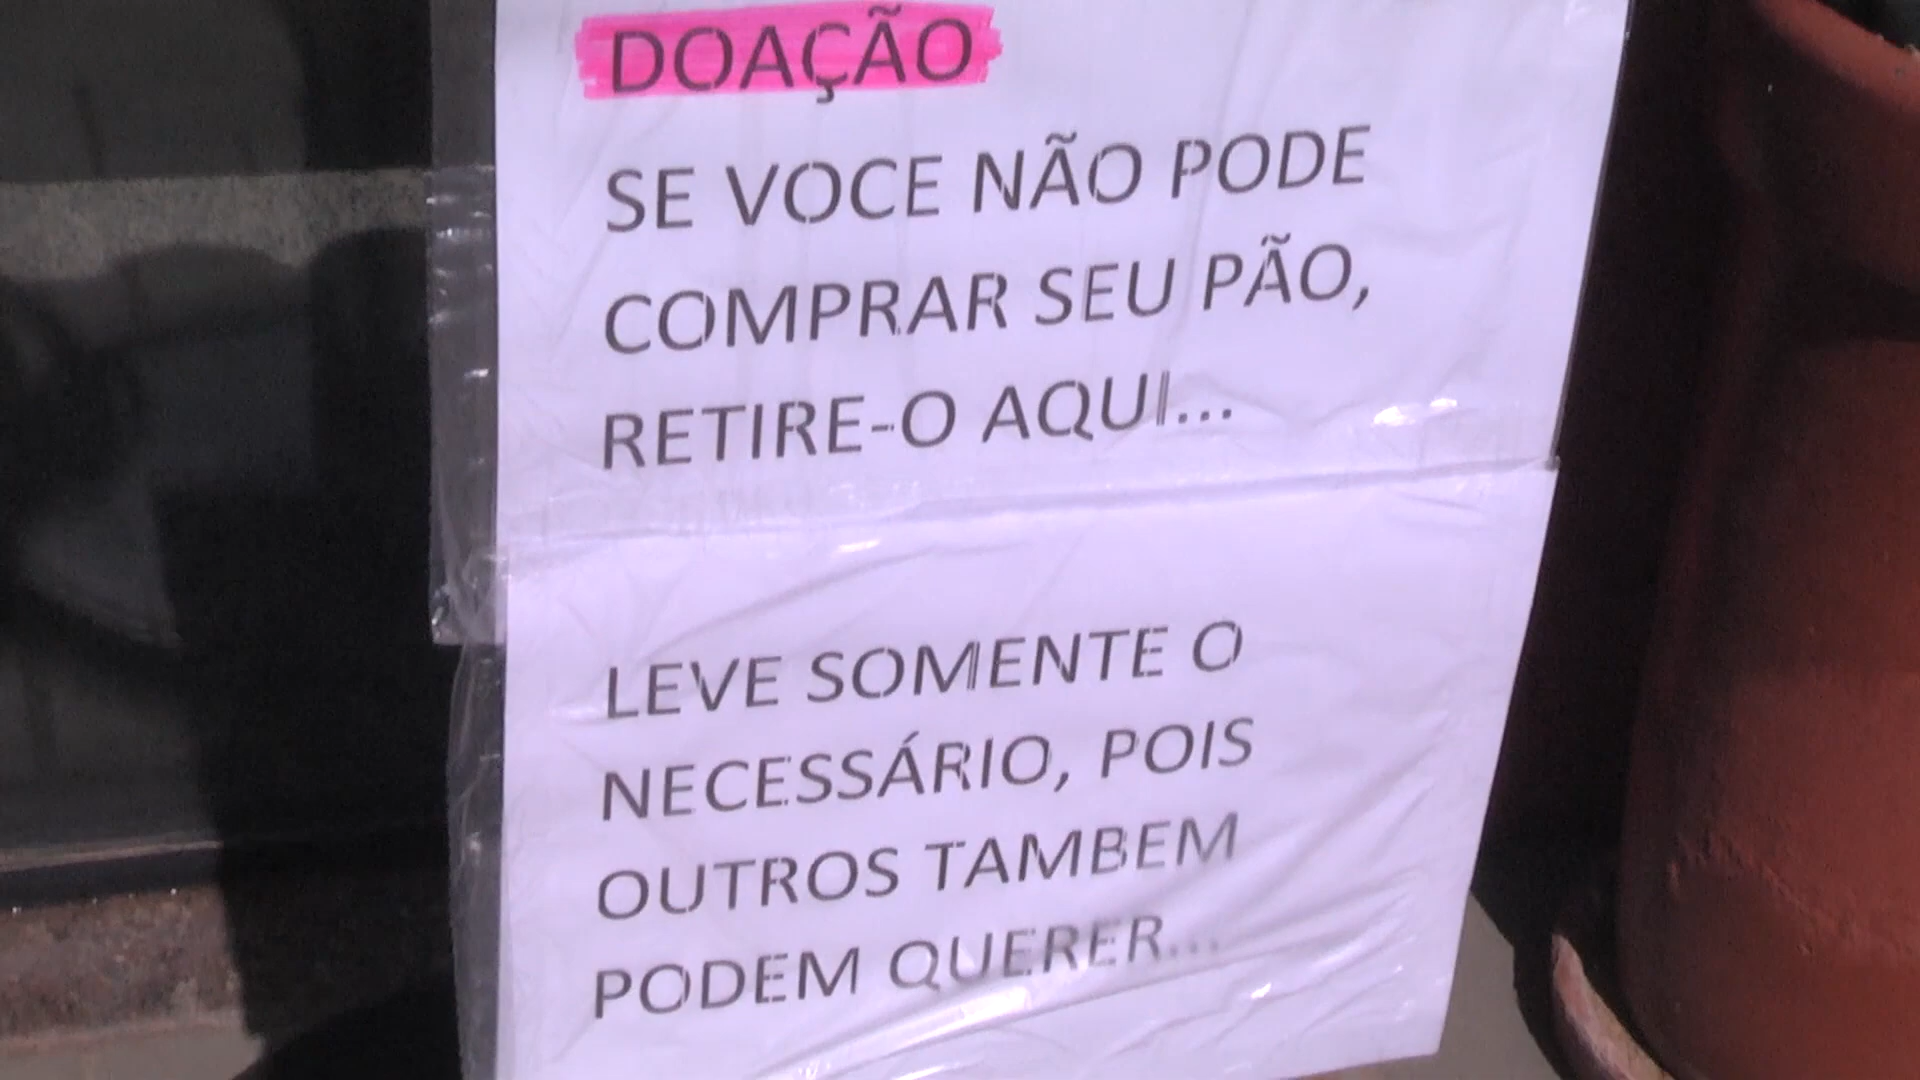 DOAÇÃO
SE VOCE NÃO PODE
COMPRAR SEU PÃO,
RETIRE-O AQUI...
LEVE SOMENTE O
NECESSÁRIO, POIS
OUTROS TAMBEM
PODEM QUERER...